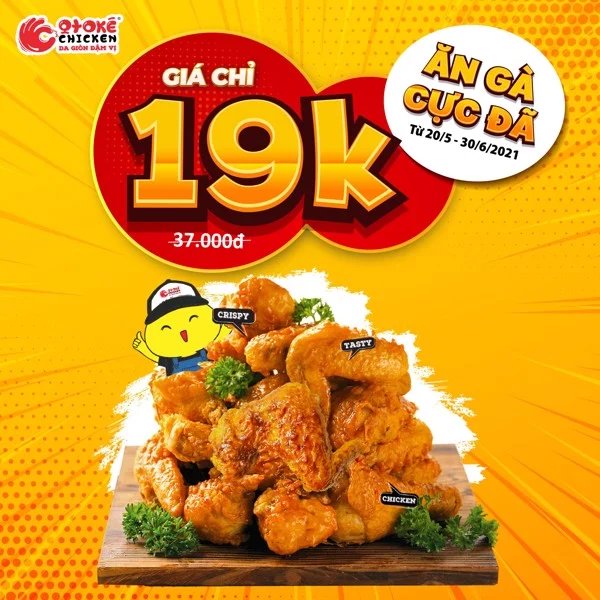 OTOKÉ
CHICKEN
DA GIÒN ĐẬM VỊ
GIÁ CHỈ
19k
37.000đ
ĂN GÀ
CỰC ĐÃ
Từ 20/5 - 30/6/2021
CRISPY
TASTY
CHICKEN